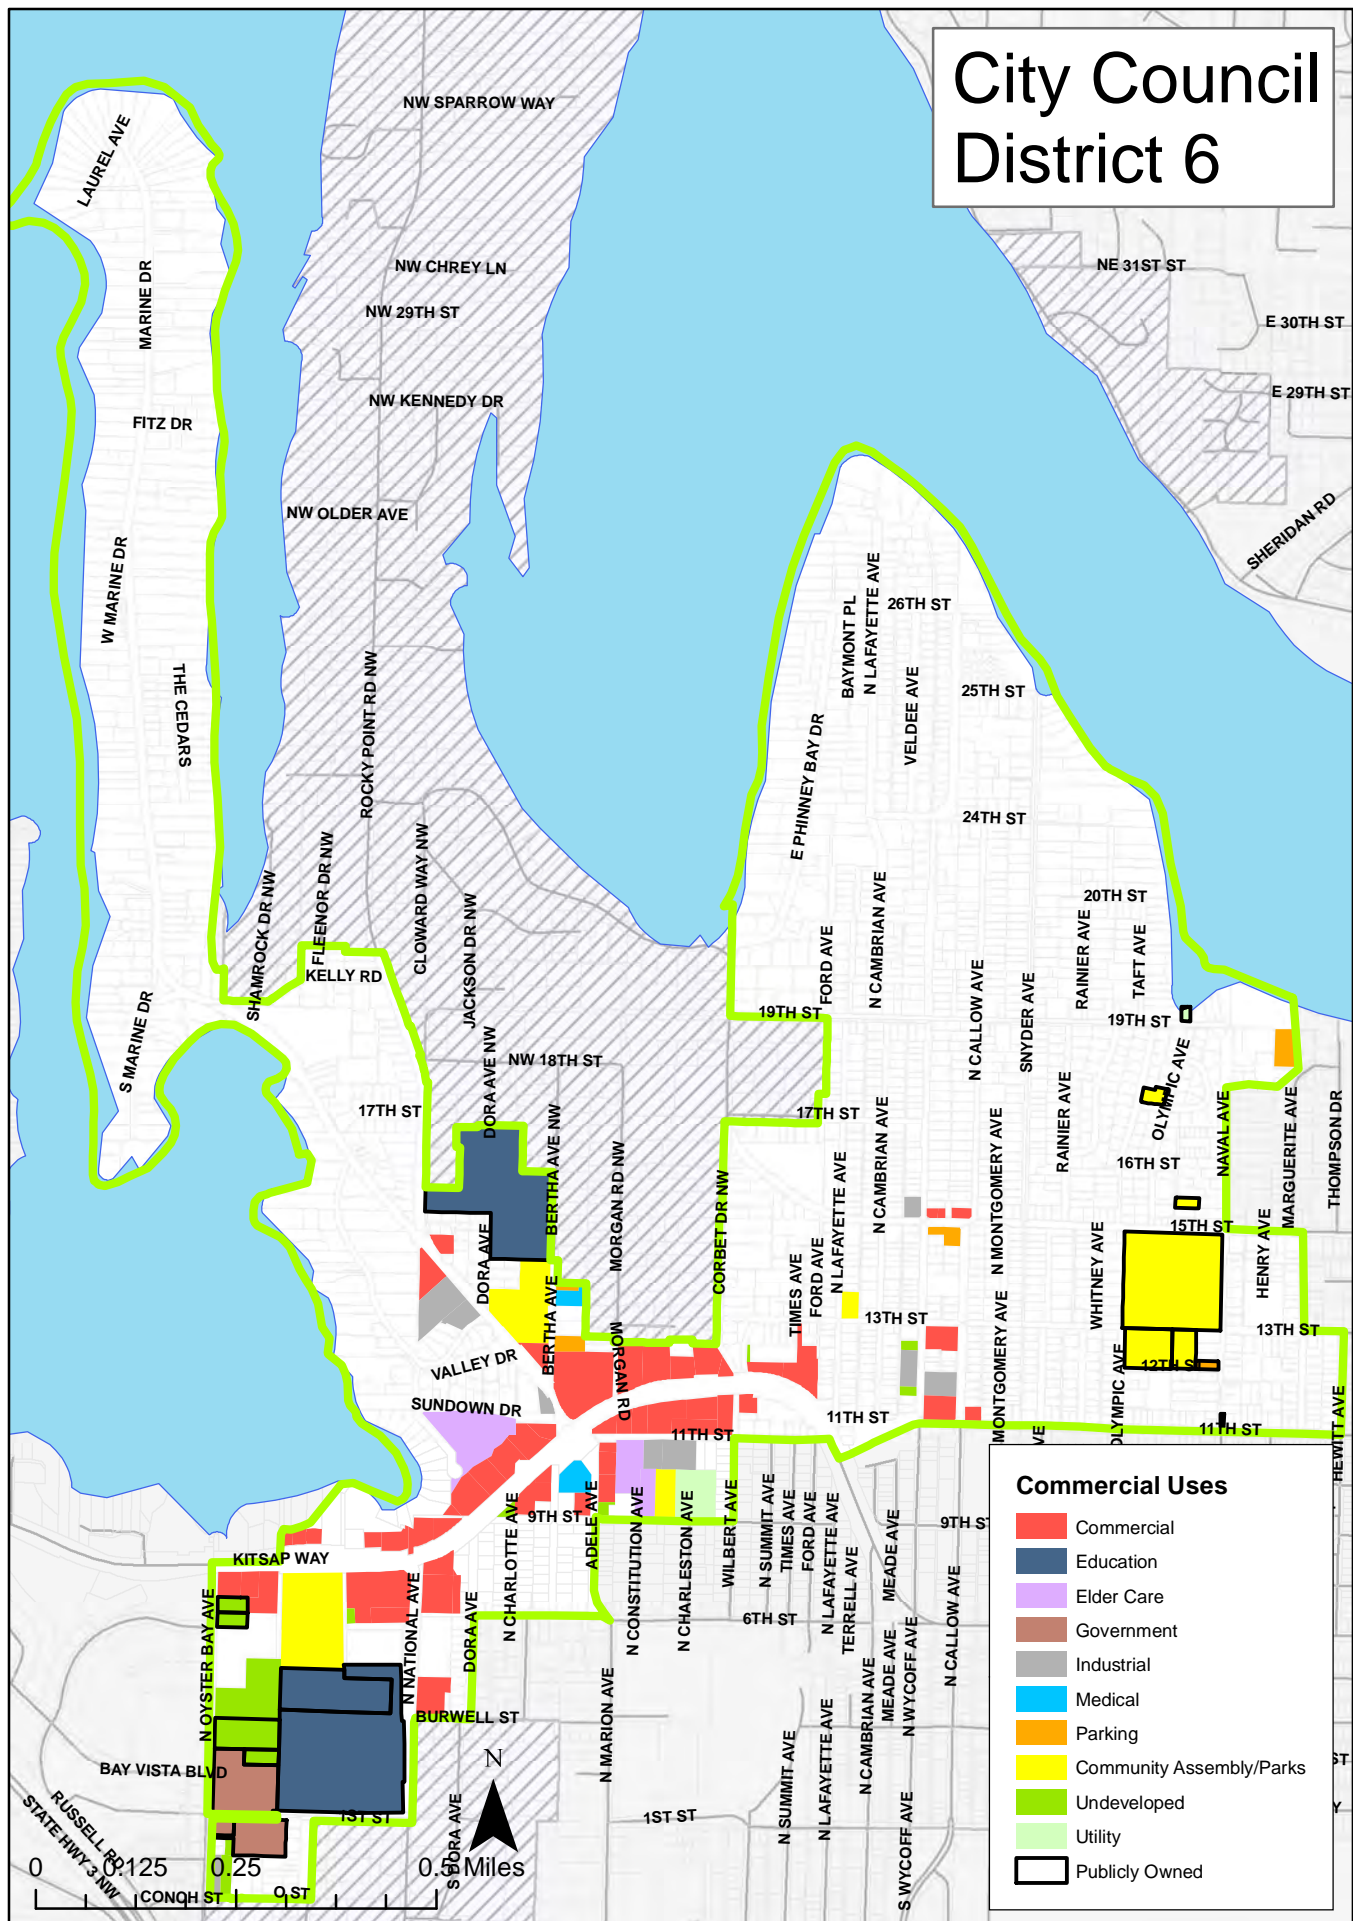 City Council
District 6
NW SPARROW WAY
LAUREL AVE
NW CHREY LN
NE 31ST ST
MARINE DR
NW 29TH ST
E 30TH ST
NW KENNEDY DR
E 29TH ST
FITZ DR
NW OLDER AVE
SHERIDAN RD
W MARINE DR
BAYMONT PL
N LAFAYETTE AVE
26TH ST
THE CEDARS
ROCKY POINT RD NW
VELDEE AVE
25TH ST
E PHINNEY BAY DR
24TH ST
SHAMROCK DR NW
FLEENOR DR NW
CLOWARD WAY NW
JACKSON DR NW
N CAMBRIAN AVE
20TH ST
KELLY RD
FORD AVE
RAINIER AVE
TAFT AVE
S MARINE DR
19TH ST
N CALLOW AVE
SNYDER AVE
19TH ST
DORA AVE NW
NW 18TH ST
OLYMPIC AVE
17TH ST
17TH ST
BERTHA AVE NW
MORGAN RD NW
CORBET DR NW
N LAFAYETTE AVE
N CAMBRIAN AVE
N MONTGOMERY AVE
RAINIER AVE
16TH ST
NAVAL AVE
MARGUERITE AVE
THOMPSON DR
15TH ST
DORA AVE
BERTHA AVE
TIMES AVE
FORD AVE
WHITNEY AVE
HENRY AVE
13TH ST
13TH ST
VALLEY DR
MORGAN RD
MONTGOMERY AVE
OLYMPIC AVE
12TH ST
SUNDOWN DR
11TH ST
11TH ST
11TH ST
HEWITT AVE
VE
KITSAP WAY
9TH ST
9TH ST
N CHARLOTTE AVE
ADELE AVE
N CONSTITUTION AVE
N CHARLESTON AVE
WILBERT AVE
N SUMMIT AVE
TIMES AVE
FORD AVE
N LAFAYETTE AVE
TERRELL AVE
MEADE AVE
6TH ST
N OYSTER BAY AVE
N NATIONAL AVE
DORA AVE
N MARION AVE
N CAMBRIAN AVE
MEADE AVE
N WYCOFF AVE
N CALLOW AVE
BURWELL ST
BAY VISTA BLVD
N SUMMIT AVE
N LAFAYETTE AVE
S WYCOFF AVE
RUSSELL RD
STATE HWY 3 NW
1ST ST
1ST ST
S DORA AVE
CONCH ST
O ST
N
0 0.125 0.25 0.5 Miles
Commercial Uses
Commercial
Education
Elder Care
Government
Industrial
Medical
Parking
Community Assembly/Parks
Undeveloped
Utility
Publicly Owned
ST
Y